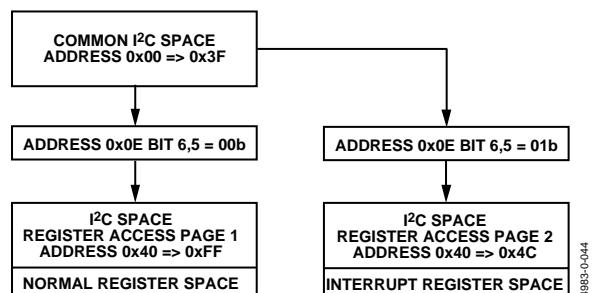 COMMON I2C SPACE
ADDRESS 0x00 => 0x3F
ADDRESS 0x0E BIT 6,5 = 00b
ADDRESS 0x0E BIT 6,5 = 01b
I2C SPACE
REGISTER ACCESS PAGE 1
ADDRESS 0x40 => 0xFF
NORMAL REGISTER SPACE
I2C SPACE
REGISTER ACCESS PAGE 2
ADDRESS 0x40 => 0x4C
INTERRUPT REGISTER SPACE